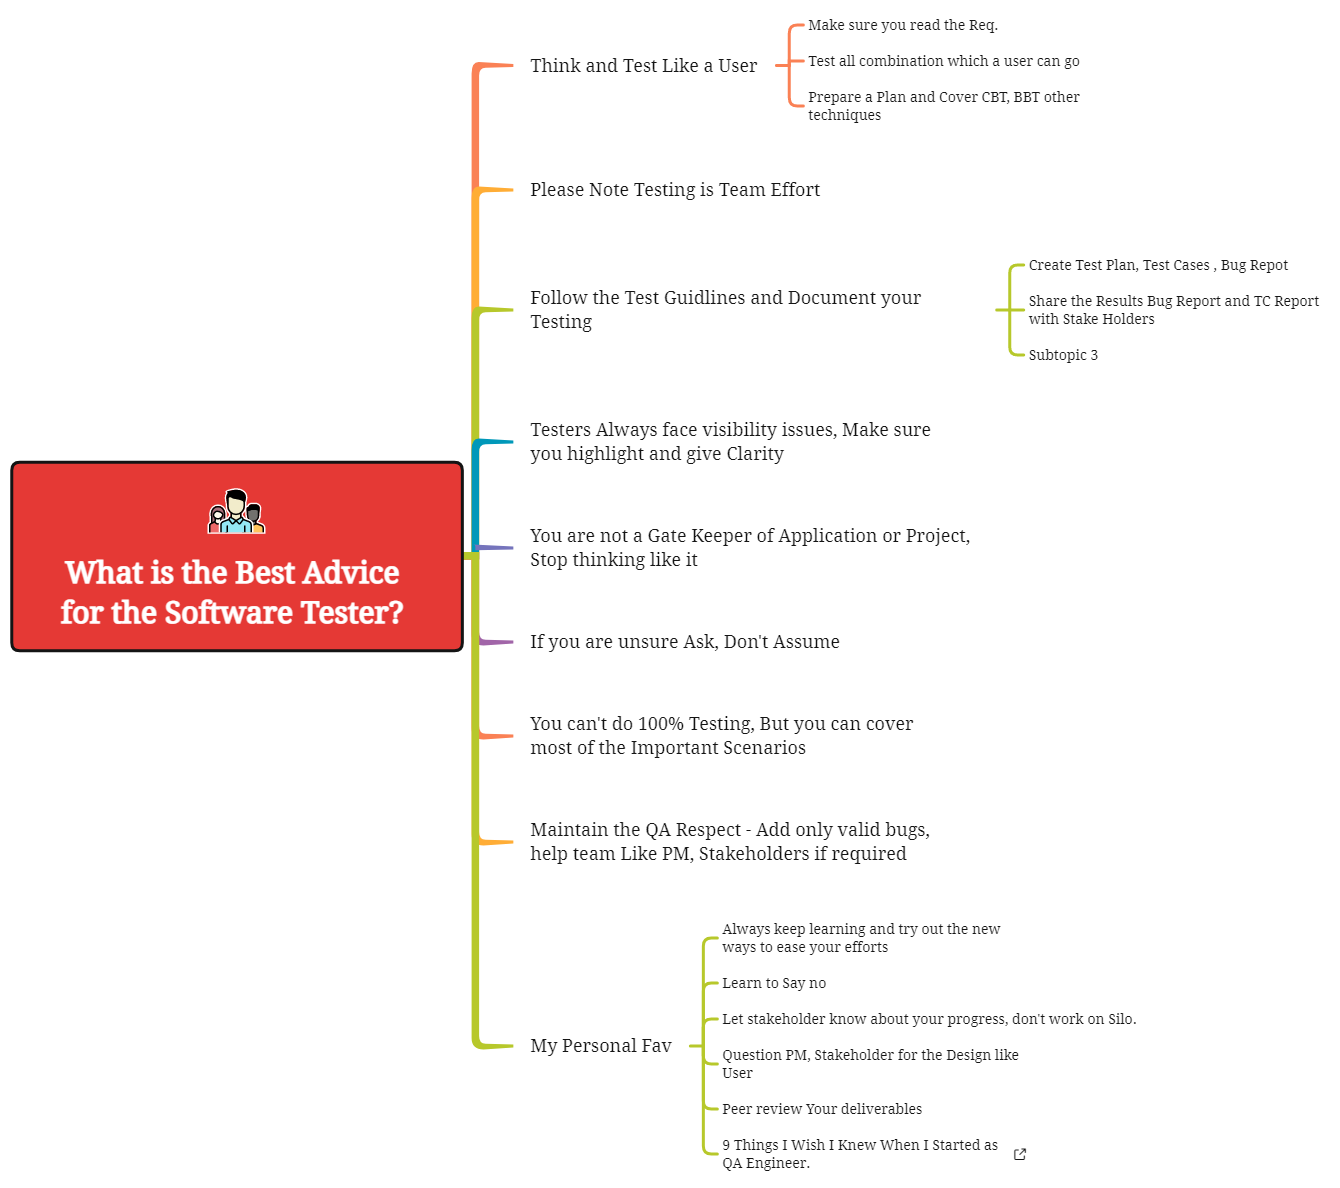 What is the Best Advice
for the Software Tester?
Think and Test Like a User
Make sure you read the Req.
Test all combination which a user can go
Prepare a Plan and Cover CBT, BBT other
techniques
Please Note Testing is Team Effort
Follow the Test Guidlines and Document your
Testing
Create Test Plan, Test Cases , Bug Repot
Share the Results Bug Report and TC Report
with Stake Holders
Subtopic 3
Testers Always face visibility issues, Make sure
you highlight and give Clarity
You are not a Gate Keeper of Application or Project,
Stop thinking like it
If you are unsure Ask, Don't Assume
You can't do 100% Testing, But you can cover
most of the Important Scenarios
Maintain the QA Respect - Add only valid bugs,
help team Like PM, Stakeholders if required
My Personal Fav
Always keep learning and try out the new
ways to ease your efforts
Learn to Say no
Let stakeholder know about your progress, don't work on Silo.
Question PM, Stakeholder for the Design like
User
Peer review Your deliverables
9 Things I Wish I Knew When I Started as
QA Engineer.